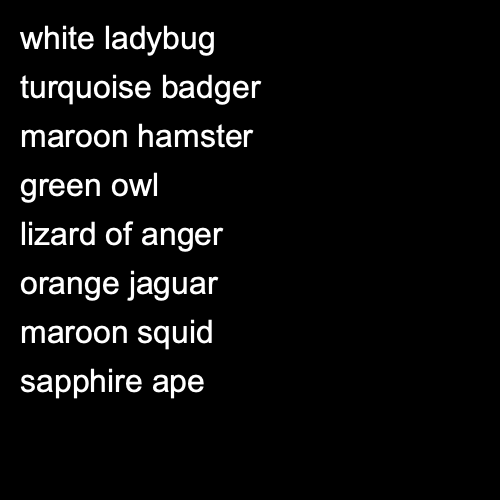 white ladybug
turquoise badger
maroon hamster
green owl
lizard of anger
orange jaguar
maroon squid
sapphire ape